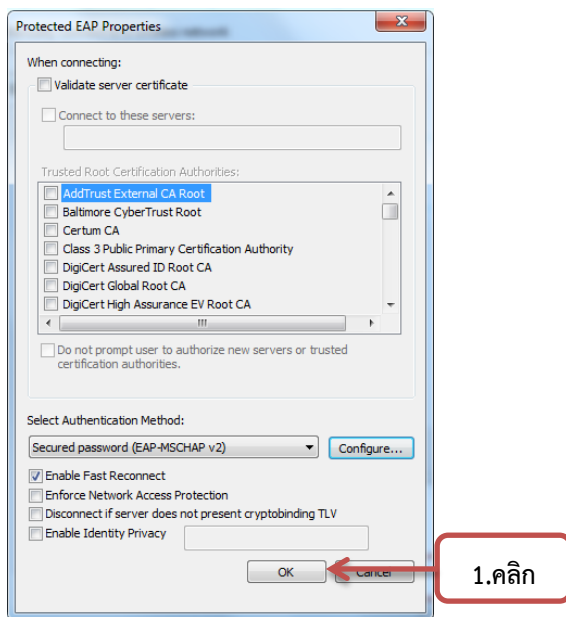 Protected EAP Properties
When connecting:
Validate server certificate
Connect to these servers:
Trusted Root Certification Authorities:
AddTrust External CA Root
Baltimore CyberTrust Root
Certum CA
Class 3 Public Primary Certification Authority
DigiCert Assured ID Root CA
DigiCert Global Root CA
DigiCert High Assurance EV Root CA
Do not prompt user to authorize new servers or trusted
certification authorities.
Select Authentication Method:
Secured password (EAP-MSCHAP v2) Configure...
Enable Fast Reconnect
Enforce Network Access Protection
Disconnect if server does not present cryptobinding TLV
Enable Identity Privacy
OK Cancel
1.คลิก